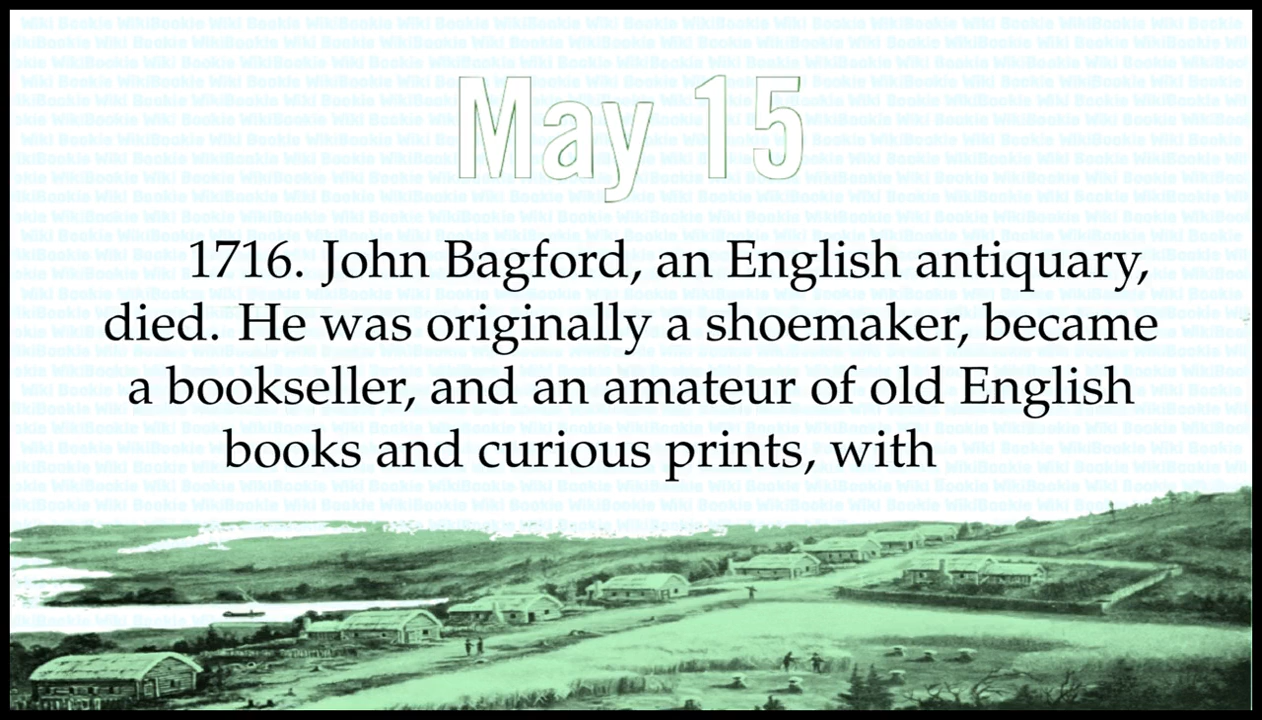 May 15
1716. John Bagford, an English antiquary,
died. He was originally a shoemaker, became
a bookseller, and an amateur of old English
books and curious prints, with